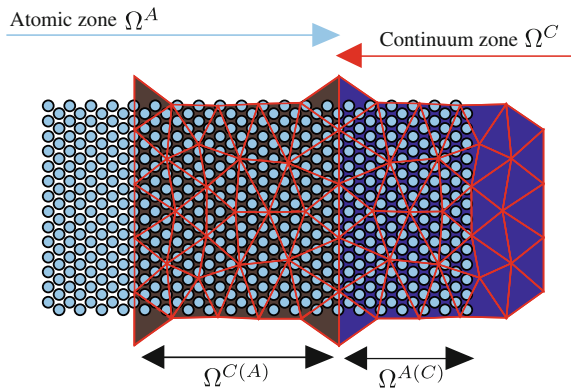 Atomic zone Ω^A
Continuum zone Ω^C
Ω^{C(A)}
Ω^{A(C)}